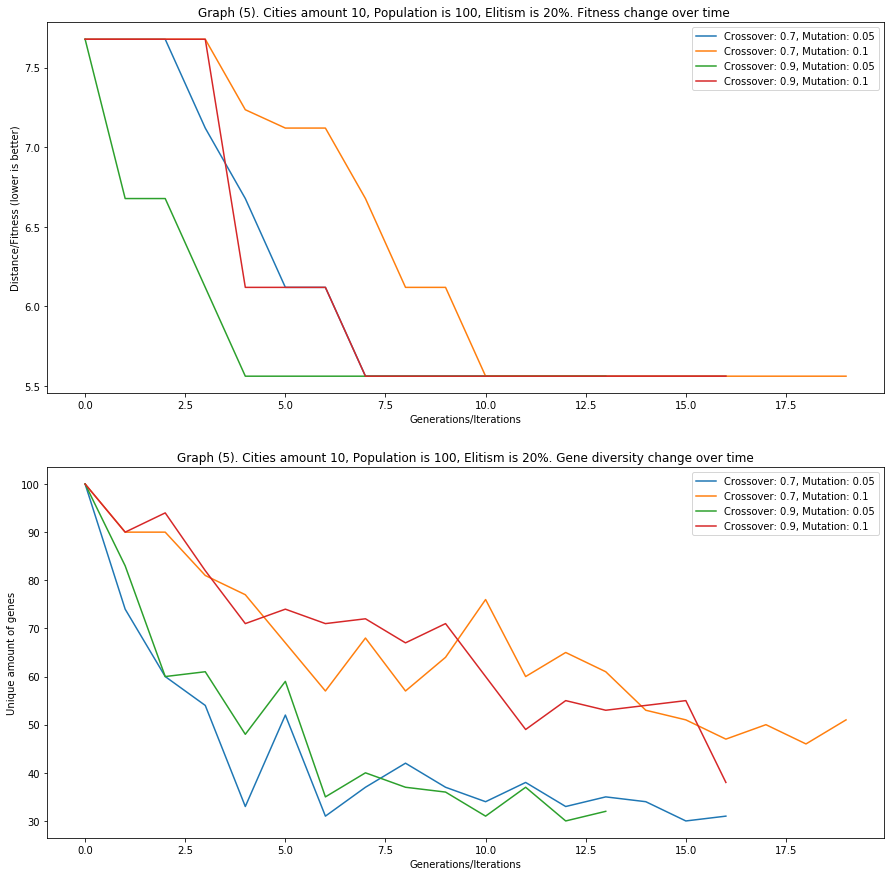 Graph (5). Cities amount 10, Population is 100, Elitism is 20%. Fitness change over time
Crossover: 0.7, Mutation: 0.05
Crossover: 0.7, Mutation: 0.1
Crossover: 0.9, Mutation: 0.05
Crossover: 0.9, Mutation: 0.1
Distance/Fitness (lower is better)
7.5
7.0
6.5
6.0
5.5
0.0 2.5 5.0 7.5 10.0 12.5 15.0 17.5
Generations/Iterations
Graph (5). Cities amount 10, Population is 100, Elitism is 20%. Gene diversity change over time
Crossover: 0.7, Mutation: 0.05
Crossover: 0.7, Mutation: 0.1
Crossover: 0.9, Mutation: 0.05
Crossover: 0.9, Mutation: 0.1
Unique amount of genes
100
90
80
70
60
50
40
30
0.0 2.5 5.0 7.5 10.0 12.5 15.0 17.5
Generations/Iterations